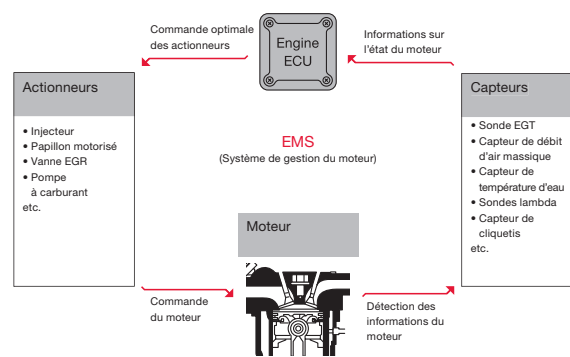 Commande optimale
des actionneurs
Engine
ECU
Informations sur
l'état du moteur
Actionneurs
• Injecteur
• Papillon motorisé
• Vanne EGR
• Pompe
à carburant
etc.
EMS
(Système de gestion du moteur)
Capteurs
• Sonde EGT
• Capteur de débit
d'air massique
• Capteur de
température d'eau
• Sondes lambda
• Capteur de
cliquetis
etc.
Moteur
Commande
du moteur
Détection des
informations du
moteur